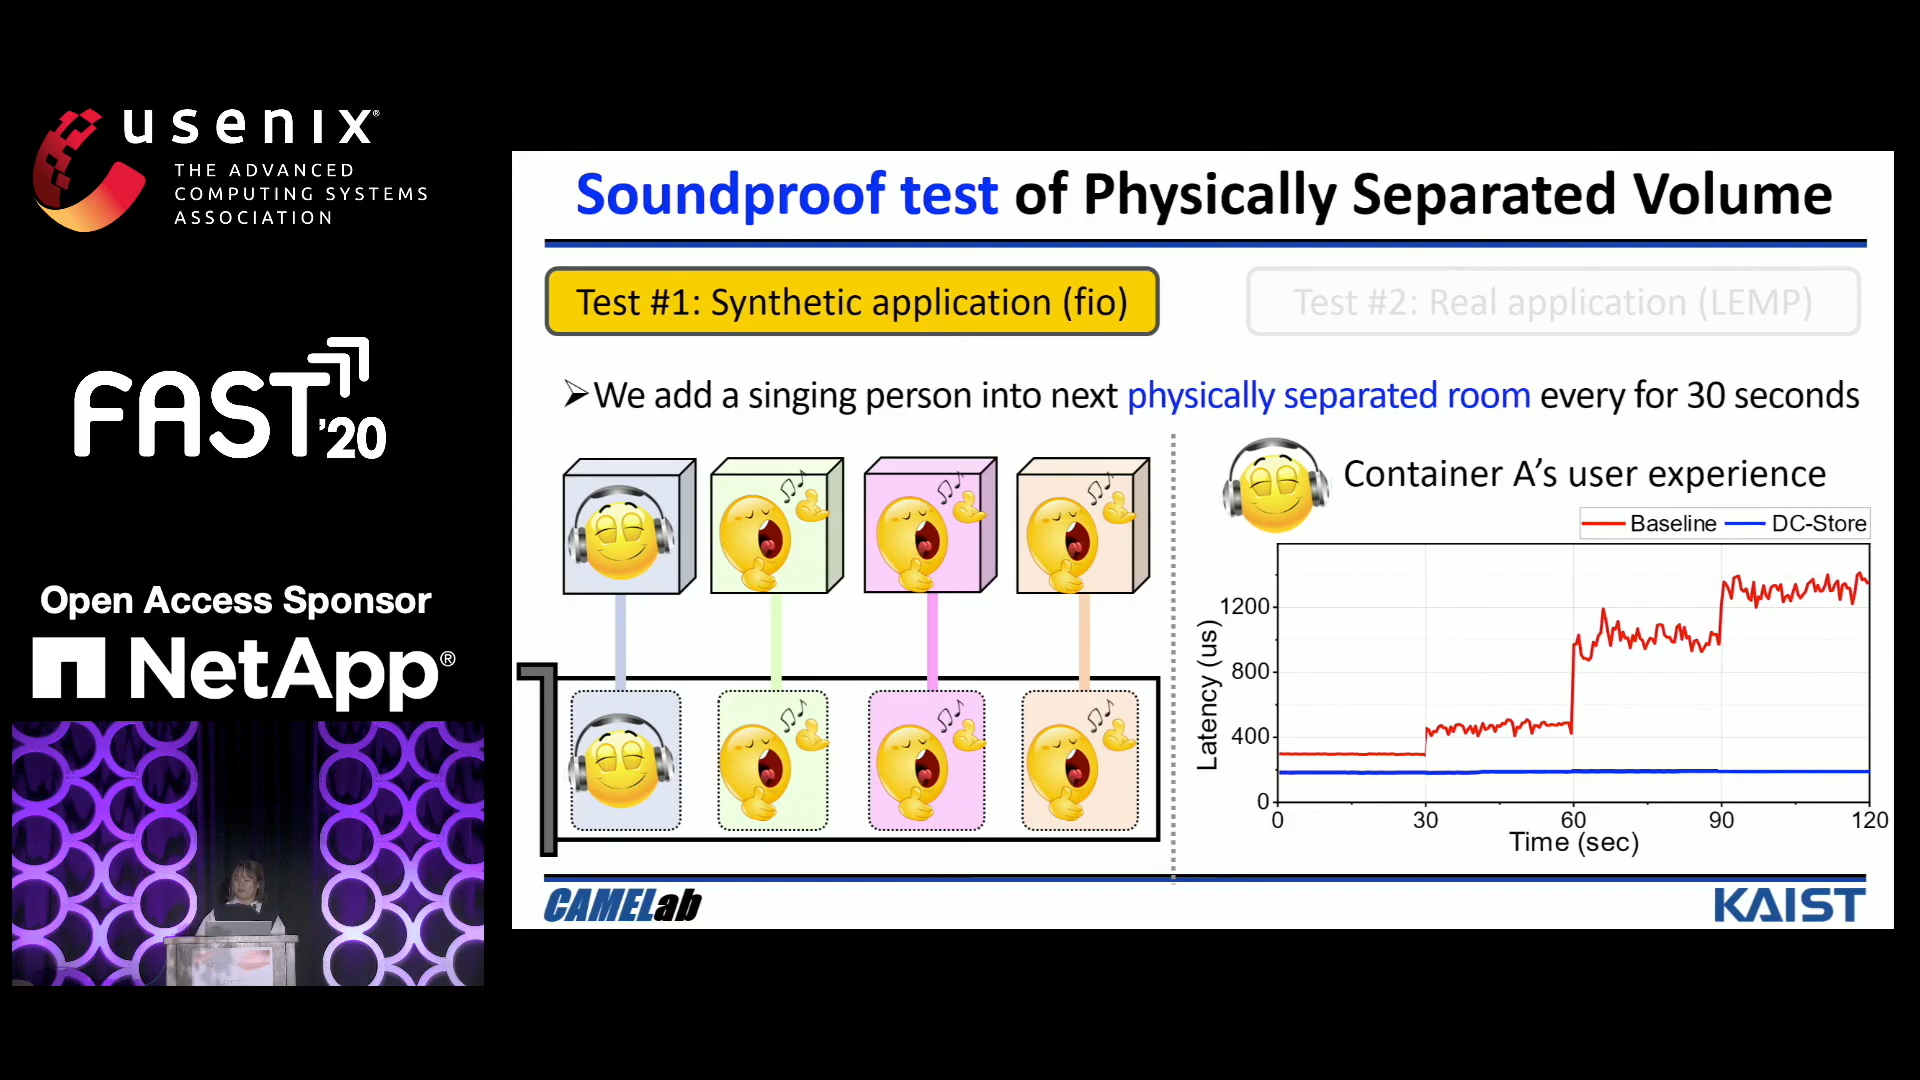 usenix®
THE ADVANCED
COMPUTING SYSTEMS
ASSOCIATION
FAST '20
Open Access Sponsor
NetApp®
Soundproof test of Physically Separated Volume
Test #1: Synthetic application (fio)
Test #2: Real application (LEMP)
➢We add a singing person into next physically separated room every for 30 seconds
Container A’s user experience
Baseline DC-Store
Latency (us)
1200
800
400
0
0 30 60 90 120
Time (sec)
CAMELab
KAIST